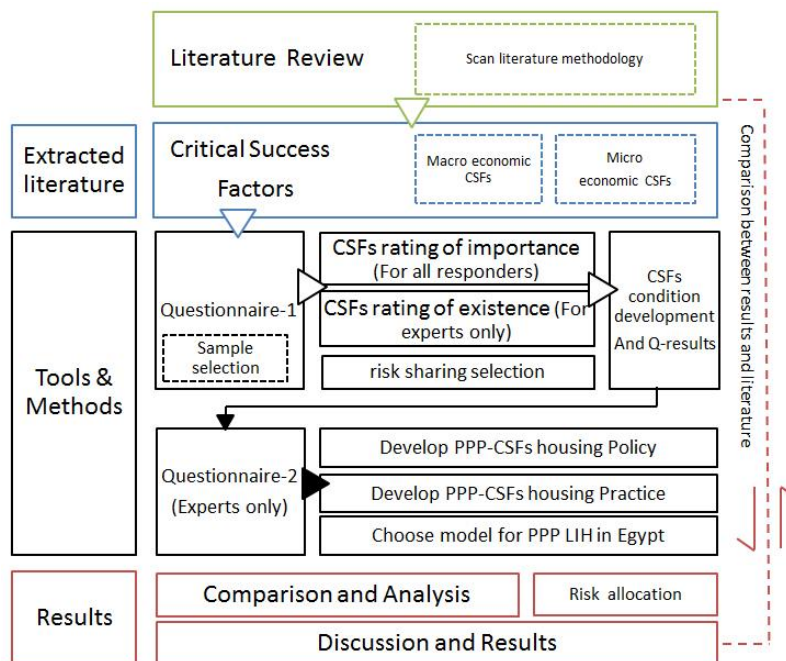 Literature Review
Scan literature methodology
Extracted
literature
Critical Success
Factors
Macro economic
CSFs
Micro
economic CSFs
Comparison between results and literature
Tools &
Methods
Questionnaire-1
Sample
selection
CSFs rating of importance
(For all responders)
CSFs rating of existence (For
experts only)
risk sharing selection
CSFs
condition
development
And Q-results
Questionnaire-2
(Experts only)
Develop PPP-CSFs housing Policy
Develop PPP-CSFs housing Practice
Choose model for PPP LIH in Egypt
Results
Comparison and Analysis
Risk allocation
Discussion and Results